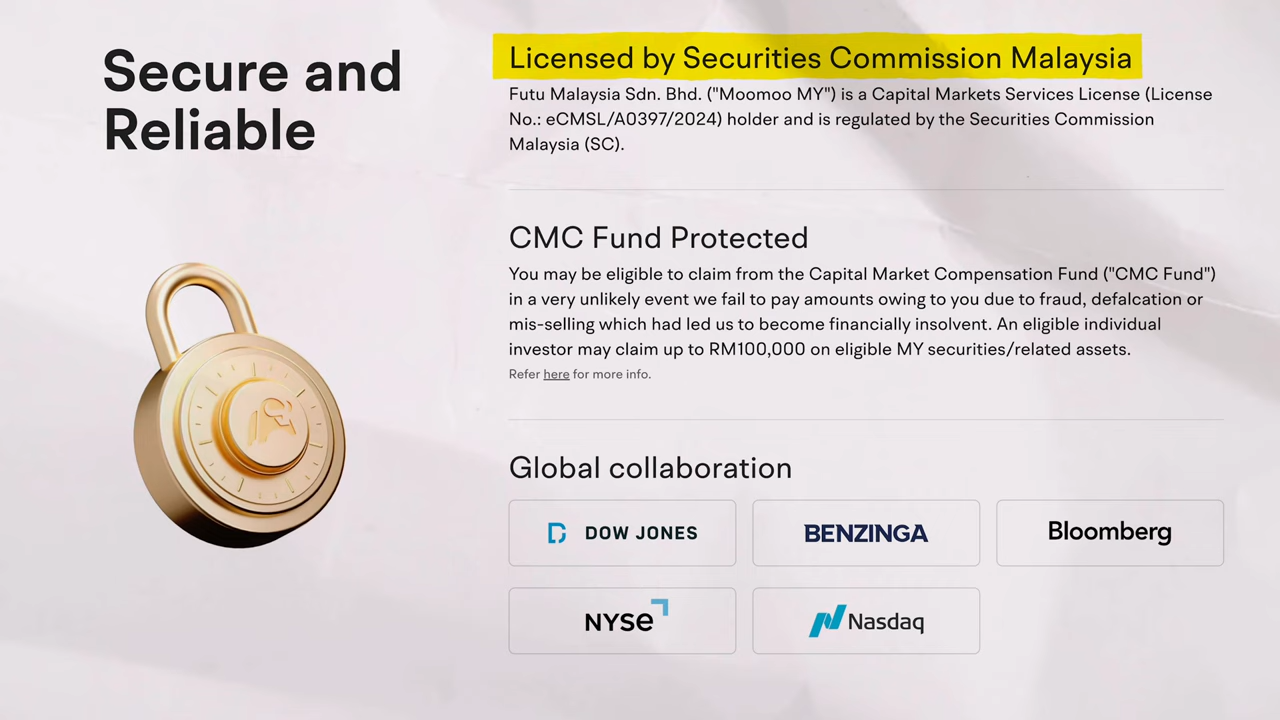 Secure and
Reliable
Licensed by Securities Commission Malaysia
Futu Malaysia Sdn. Bhd. ("Moomoo MY") is a Capital Markets Services License (License
No.: eCMSL/A0397/2024) holder and is regulated by the Securities Commission
Malaysia (SC).
CMC Fund Protected
You may be eligible to claim from the Capital Market Compensation Fund ("CMC Fund")
in a very unlikely event we fail to pay amounts owing to you due to fraud, defalcation or
mis-selling which had led us to become financially insolvent. An eligible individual
investor may claim up to RM100,000 on eligible MY securities/related assets.
Refer here for more info.
Global collaboration
DOW JONES
BENZINGA
Bloomberg
NYSE
Nasdaq